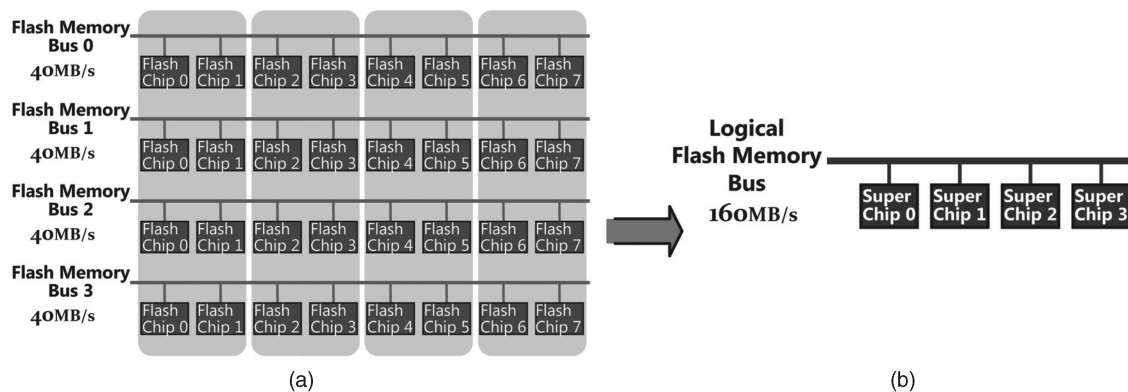 Flash Memory
Bus 0
40MB/s
Flash Chip 0
Flash Chip 1
Flash Chip 2
Flash Chip 3
Flash Chip 4
Flash Chip 5
Flash Chip 6
Flash Chip 7
Flash Memory
Bus 1
40MB/s
Flash Chip 0
Flash Chip 1
Flash Chip 2
Flash Chip 3
Flash Chip 4
Flash Chip 5
Flash Chip 6
Flash Chip 7
Flash Memory
Bus 2
40MB/s
Flash Chip 0
Flash Chip 1
Flash Chip 2
Flash Chip 3
Flash Chip 4
Flash Chip 5
Flash Chip 6
Flash Chip 7
Flash Memory
Bus 3
40MB/s
Flash Chip 0
Flash Chip 1
Flash Chip 2
Flash Chip 3
Flash Chip 4
Flash Chip 5
Flash Chip 6
Flash Chip 7
(a)
Logical
Flash Memory
Bus
160MB/s
Super Chip 0
Super Chip 1
Super Chip 2
Super Chip 3
(b)